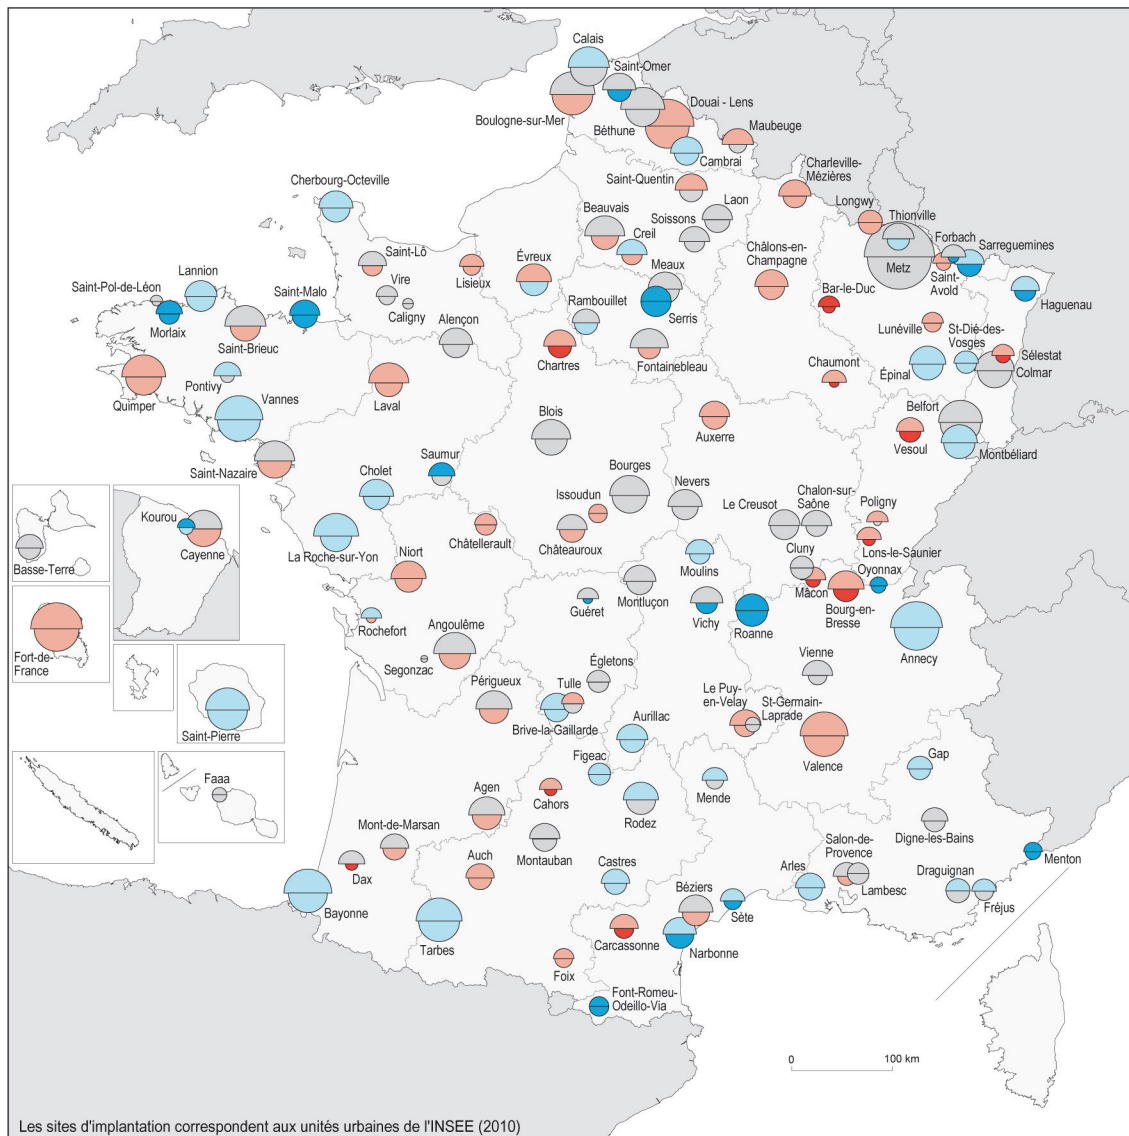 Calais
Saint-Omer
Douai - Lens
Boulogne-sur-Mer
Béthune
Maubeuge
Cambrai
Charleville-
Mézières
Saint-Quentin
Cherbourg-Octeville
Laon
Longwy
Beauvais
Soissons
Thionville
Creil
Forbach
Sarreguemines
Saint-Lô
Évreux
Châlons-en-
Champagne
Metz
Saint-
Avold
Lannion
Vire
Lisieux
Meaux
Saint-Pol-de-Léon
Saint-Malo
Rambouillet
Bar-le-Duc
Haguenau
Caligny
Serris
Morlaix
Alençon
Lunéville
St-Dié-des-
Vosges
Saint-Brieuc
Chartres
Fontainebleau
Chaumont
Sélestat
Épinal
Colmar
Pontivy
Quimper
Vannes
Laval
Blois
Auxerre
Belfort
Vesoul
Montbéliard
Saint-Nazaire
Saumur
Cholet
Bourges
Nevers
Issoudun
Le Creusot
Chalon-sur-
Saône
Poligny
Kourou
Cayenne
Basse-Terre
La Roche-sur-Yon
Châtellerault
Châteauroux
Lons-le-Saunier
Niort
Moulins
Cluny
Oyonnax
Mâcon
Bourg-en-
Bresse
Montluçon
Guéret
Vichy
Roanne
Rochefort
Annecy
Angoulême
Fort-de-
France
Segonzac
Vienne
Égletons
Périgueux
Tulle
Le Puy-
en-Velay
St-Germain-
Laprade
Brive-la-Gaillarde
Aurillac
Valence
Saint-Pierre
Figeac
Gap
Faaa
Cahors
Mende
Agen
Rodez
Digne-les-Bains
Mont-de-Marsan
Montauban
Salon-de-
Provence
Menton
Dax
Auch
Castres
Arles
Lambesc
Draguignan
Béziers
Fréjus
Bayonne
Sète
Tarbes
Carcassonne
Narbonne
Foix
Font-Romeu-
Odeillo-Via
0 100 km
Les sites d'implantation correspondent aux unités urbaines de l'INSEE (2010)